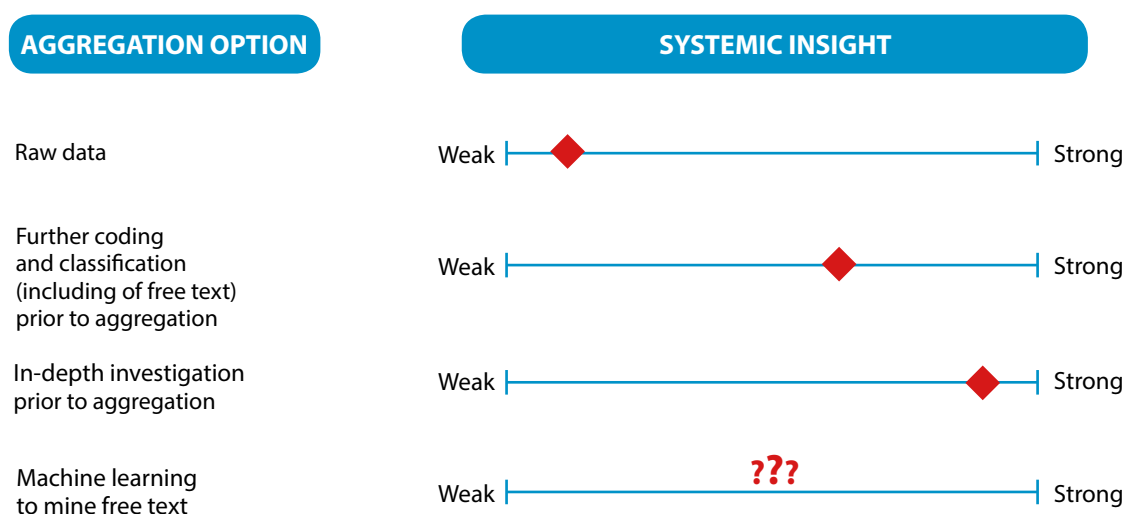 AGGREGATION OPTION
SYSTEMIC INSIGHT
Raw data
Weak
Strong
Further coding
and classification
(including of free text)
prior to aggregation
Weak
Strong
In-depth investigation
prior to aggregation
Weak
Strong
Machine learning
to mine free text
Weak
???
Strong